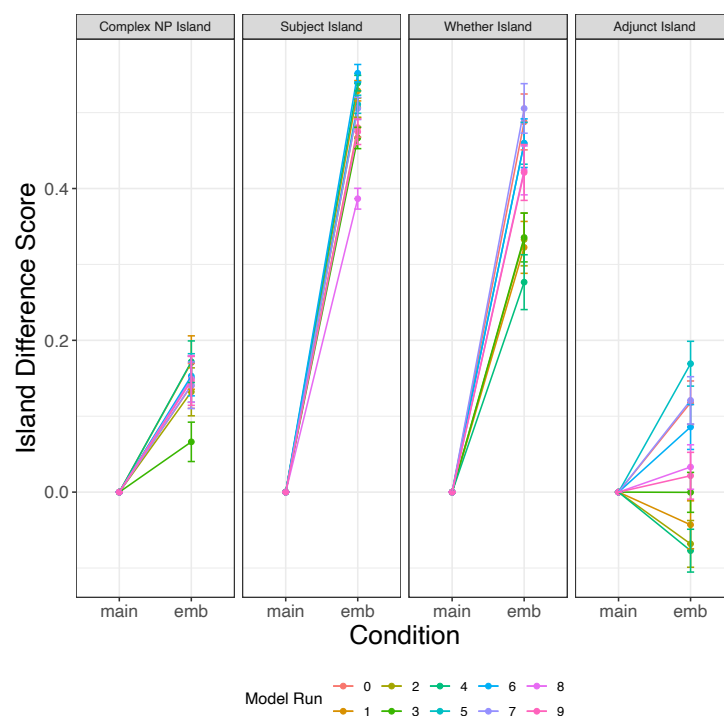 Complex NP Island Subject Island Whether Island Adjunct Island
Island Difference Score
0.4
0.2
0.0
main emb main emb main emb main emb
Condition
Model Run
0 2 4 6 8
1 3 5 7 9